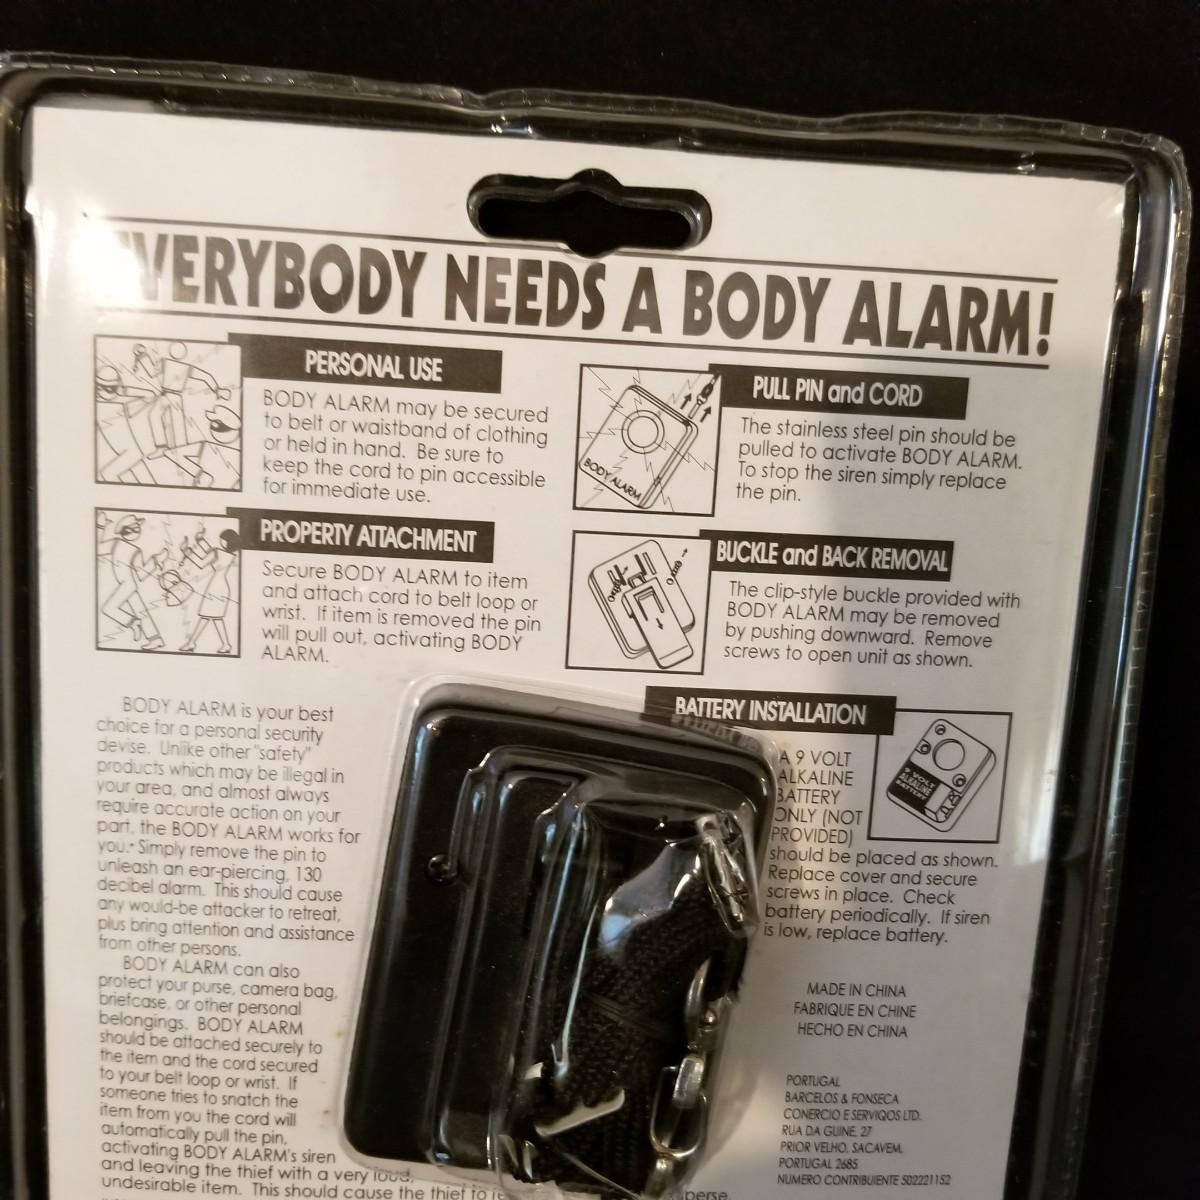 EVERYBODY NEEDS A BODY ALARM!
PERSONAL USE
BODY ALARM may be secured
to belt or waistband of clothing
or held in hand. Be sure to
keep the cord to pin accessible
for immediate use.
PROPERTY ATTACHMENT
Secure BODY ALARM to item
and attach cord to belt loop or
wrist. If item is removed the pin
will pull out, activating BODY
ALARM.
BODY ALARM
PULL PIN and CORD
The stainless steel pin should be
pulled to activate BODY ALARM.
To stop the siren simply replace
the pin.
BUCKLE and BACK REMOVAL
The clip-style buckle provided with
BODY ALARM may be removed
by pushing downward. Remove
screws to open unit as shown.
BODY ALARM is your best
choice for a personal security
devise. Unlike other "safety"
products which may be illegal in
your area, and almost always
require accurate action on your
part, the BODY ALARM works for
you.* Simply remove the pin to
unleash an ear-piercing, 130
decibel alarm. This should cause
any would-be attacker to retreat,
plus bring attention and assistance
from other persons.
BODY ALARM can also
protect your purse, camera bag,
briefcase, or other personal
belongings. BODY ALARM
should be attached securely to
the item and the cord secured
to your belt loop or wrist. If
someone tries to snatch the
item from you the cord will
automatically pull the pin,
activating BODY ALARM's siren
and leaving the thief with a very loud,
undesirable item. This should cause the thief to
BATTERY INSTALLATION
A 9 VOLT
ALKALINE
BATTERY
ONLY (NOT
PROVIDED)
should be placed as shown.
Replace cover and secure
screws in place. Check
battery periodically. If siren
is low, replace battery.
9 VOLT
ALKALINE
BATTERY
MADE IN CHINA
FABRIQUE EN CHINE
HECHO EN CHINA
PORTUGAL
BARCELOS & FONSECA
CONERCIO E SERVIQOS LTD.
RUA DA GUINE, 27
PRIOR VELHO, SACAVEM,
PORTUGAL 2685
NUMERO CONTRIBUIENTE 502221152